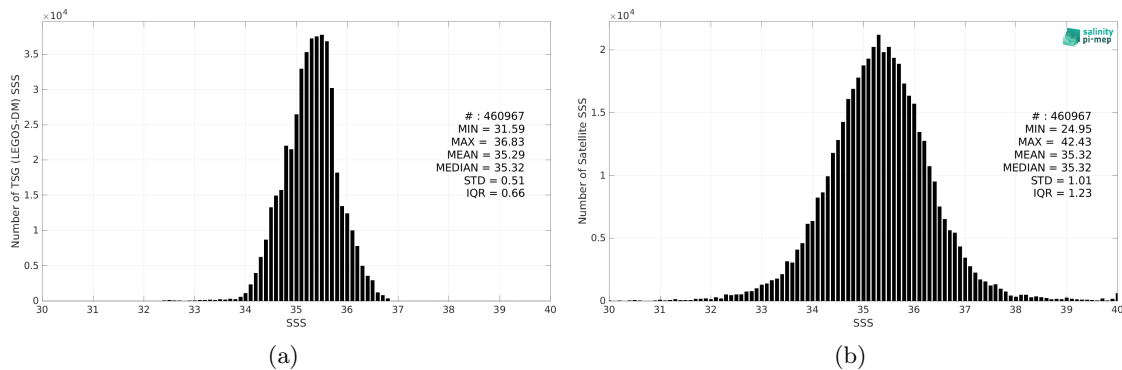 ×10⁴
3.5
3
2.5
2
1.5
1
0.5
0
Number of TSG (LEGOS-DM) SSS
# : 460967
MIN = 31.59
MAX = 36.83
MEAN = 35.29
MEDIAN = 35.32
STD = 0.51
IQR = 0.66
30 31 32 33 34 35 36 37 38 39 40
SSS
(a)
×10⁴
2
1.5
1
0.5
0
Number of Satellite SSS
salinity
pi-mep
# : 460967
MIN = 24.95
MAX = 42.43
MEAN = 35.32
MEDIAN = 35.32
STD = 1.01
IQR = 1.23
30 31 32 33 34 35 36 37 38 39 40
SSS
(b)